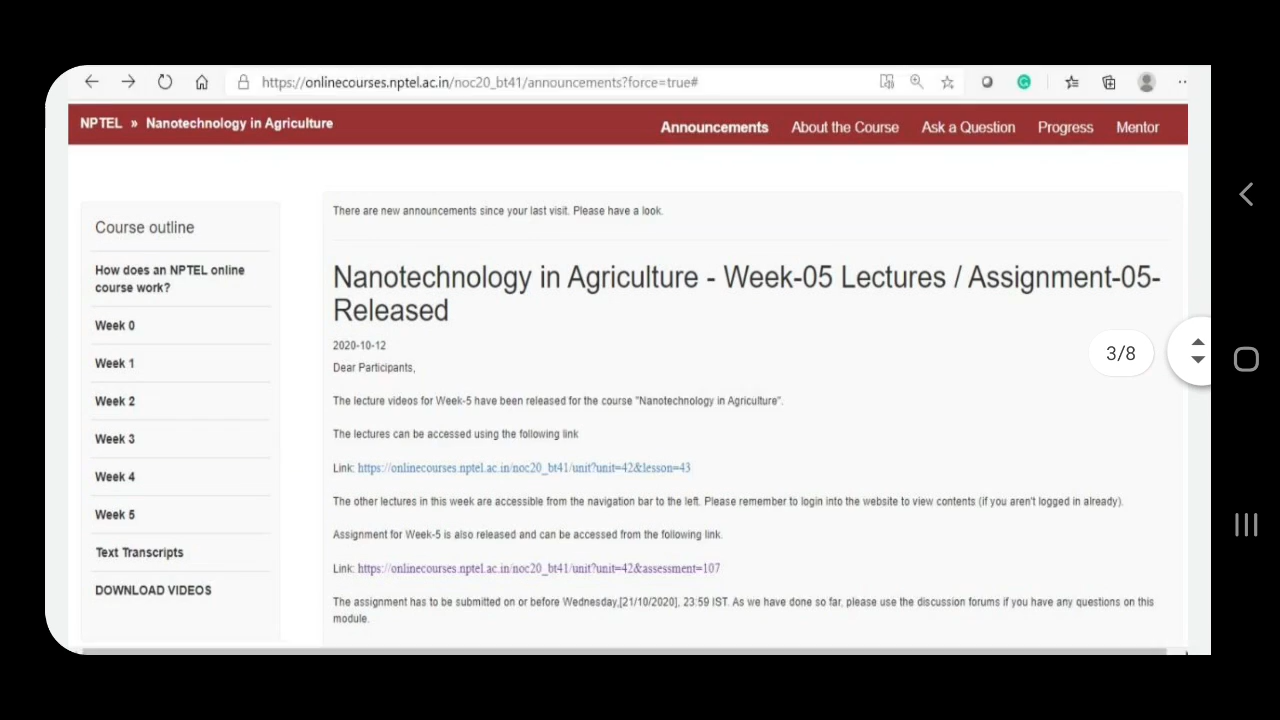 https://onlinecourses.nptel.ac.in/noc20_bt41/announcements?force=true#
NPTEL » Nanotechnology in Agriculture
Announcements About the Course Ask a Question Progress Mentor
Course outline
How does an NPTEL online
course work?
Week 0
Week 1
Week 2
Week 3
Week 4
Week 5
Text Transcripts
DOWNLOAD VIDEOS
There are new announcements since your last visit. Please have a look.
Nanotechnology in Agriculture - Week-05 Lectures / Assignment-05-
Released
2020-10-12
Dear Participants,
The lecture videos for Week-5 have been released for the course "Nanotechnology in Agriculture".
The lectures can be accessed using the following link
Link: https://onlinecourses.nptel.ac.in/noc20_bt41/unit?unit=42&lesson=43
The other lectures in this week are accessible from the navigation bar to the left. Please remember to login into the website to view contents (if you aren't logged in already).
Assignment for Week-5 is also released and can be accessed from the following link.
Link: https://onlinecourses.nptel.ac.in/noc20_bt41/unit?unit=42&assessment=107
The assignment has to be submitted on or before Wednesday,[21/10/2020], 23:59 IST. As we have done so far, please use the discussion forums if you have any questions on this
module.
3/8